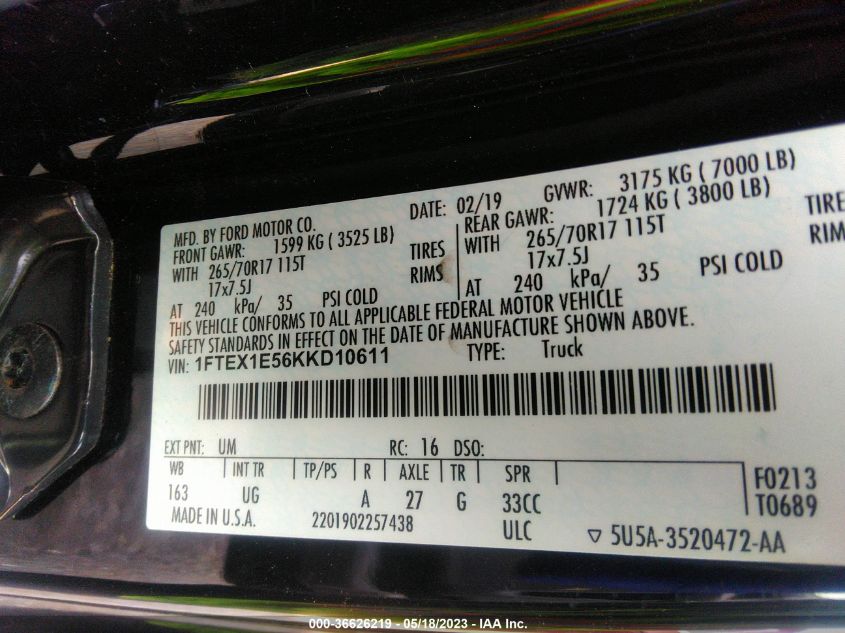 MFD. BY FORD MOTOR CO. DATE: 02/19 GVWR: 3175 KG ( 7000 LB)
FRONT GAWR: 1599 KG ( 3525 LB) REAR GAWR: 1724 KG ( 3800 LB)
WITH 265/70R17 115T TIRES WITH 265/70R17 115T TIRE
17x7.5J RIMS 17x7.5J RIM
AT 240 kPa/ 35 PSI COLD AT 240 kPa/ 35 PSI COLD
THIS VEHICLE CONFORMS TO ALL APPLICABLE FEDERAL MOTOR VEHICLE
SAFETY STANDARDS IN EFFECT ON THE DATE OF MANUFACTURE SHOWN ABOVE.
VIN: 1FTEX1E56KKD10611 TYPE: Truck
EXT PNT: UM RC: 16 DSO:
WB INT TR TP/PS R AXLE TR SPR
163 UG A 27 G 33CC
F0213
T0689
MADE IN U.S.A. 2201902257438 ULC
▽ 5U5A-3520472-AA
000-36626219 - 05/18/2023 - IAA Inc.